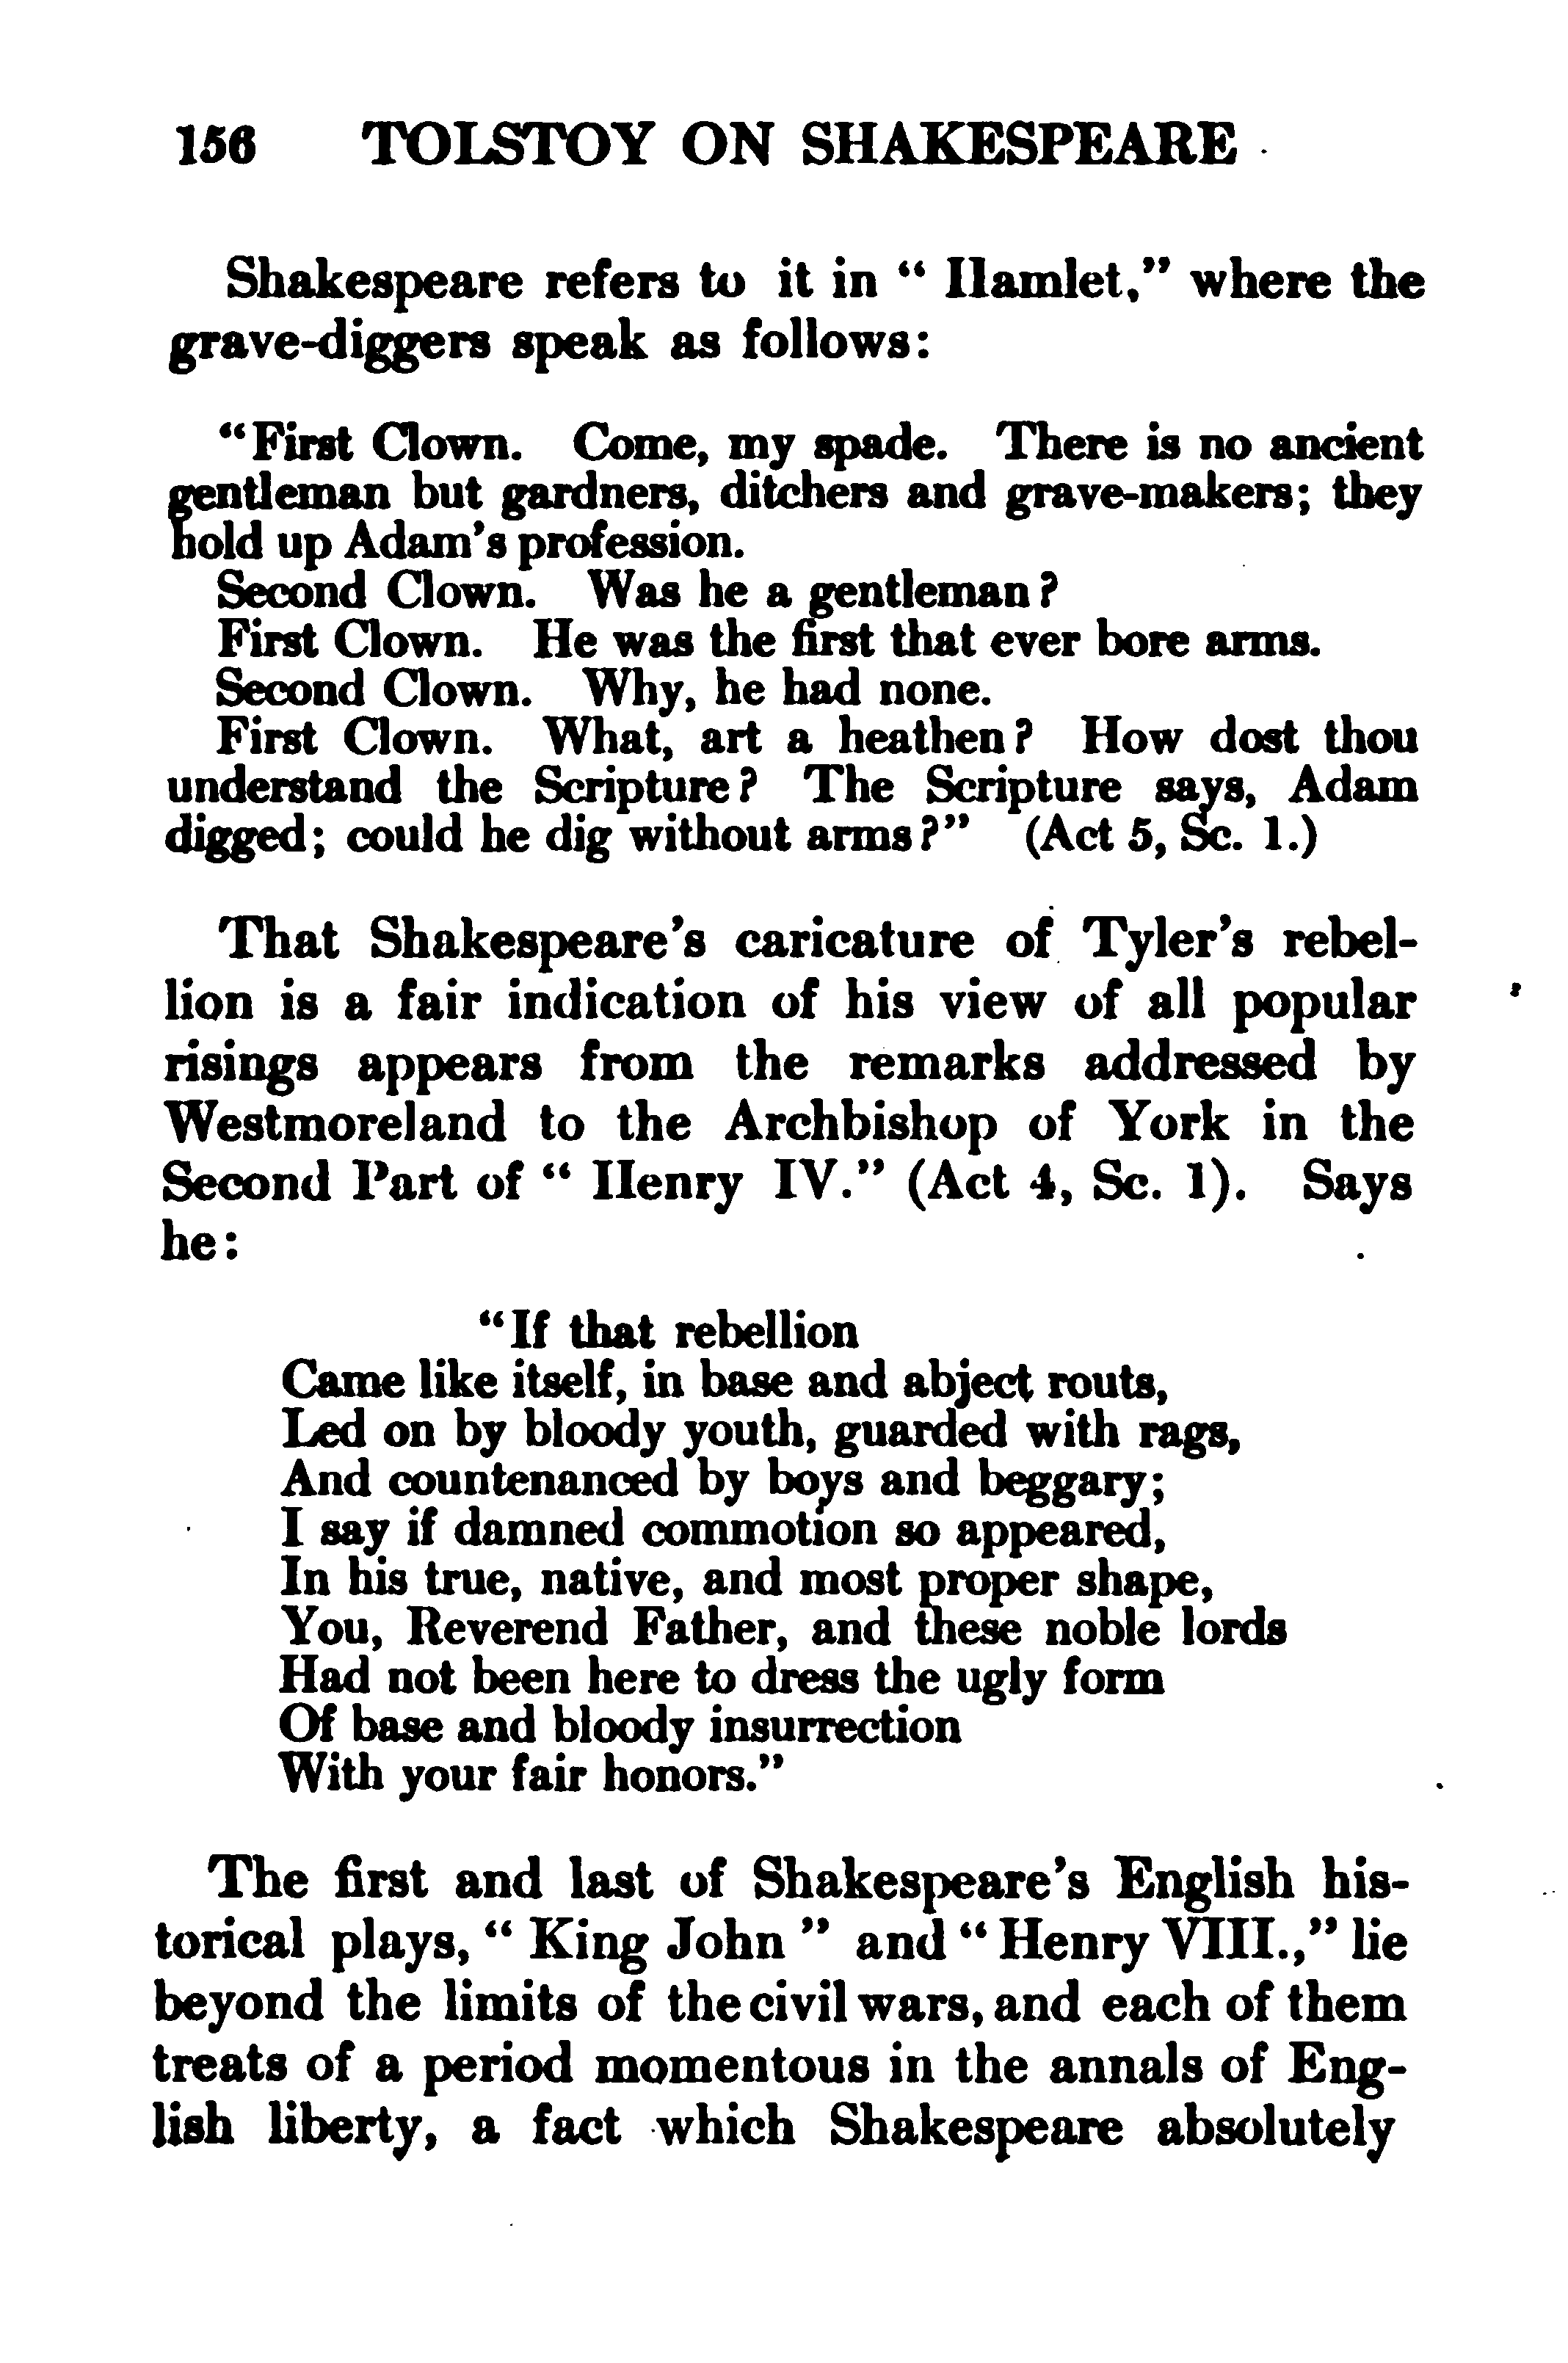 156 TOLSTOY ON SHAKESPEARE
Shakespeare refers to it in “ Hamlet,” where the
grave-diggers speak as follows:
“First Clown. Come, my spade. There is no ancient
gentleman but gardners, ditchers and grave-makers; they
hold up Adam’s profession.
Second Clown. Was he a gentleman?
First Clown. He was the first that ever bore arms.
Second Clown. Why, he had none.
First Clown. What, art a heathen? How dost thou
understand the Scripture? The Scripture says, Adam
digged; could he dig without arms?” (Act 5, Sc. 1.)
That Shakespeare’s caricature of Tyler’s rebel-
lion is a fair indication of his view of all popular
risings appears from the remarks addressed by
Westmoreland to the Archbishop of York in the
Second Part of “ Henry IV.” (Act 4, Sc. 1). Says
he:
“If that rebellion
Came like itself, in base and abject routs,
Led on by bloody youth, guarded with rags,
And countenanced by boys and beggary;
I say if damned commotion so appeared,
In his true, native, and most proper shape,
You, Reverend Father, and these noble lords
Had not been here to dress the ugly form
Of base and bloody insurrection
With your fair honors.”
The first and last of Shakespeare’s English his-
torical plays, “ King John ” and “ Henry VIII.,” lie
beyond the limits of the civil wars, and each of them
treats of a period momentous in the annals of Eng-
lish liberty, a fact which Shakespeare absolutely